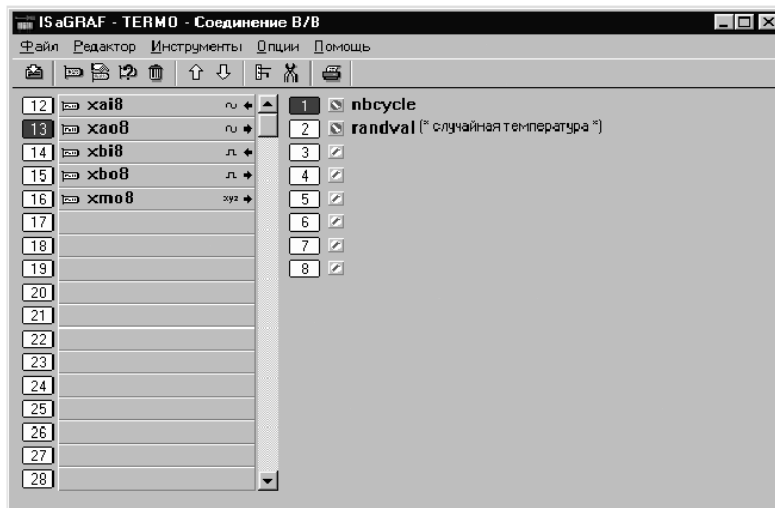 ISaGRAF - TERMO - Соединение В/В
Файл Редактор Инструменты Опции Помощь
12 xai8 1 nbcycle
13 xao8 2 randval (* случайная температура *)
14 xbi8 3
15 xbo8 4
16 xmo8 xyz 5
17 6
18 7
19 8
20
21
22
23
24
25
26
27
28